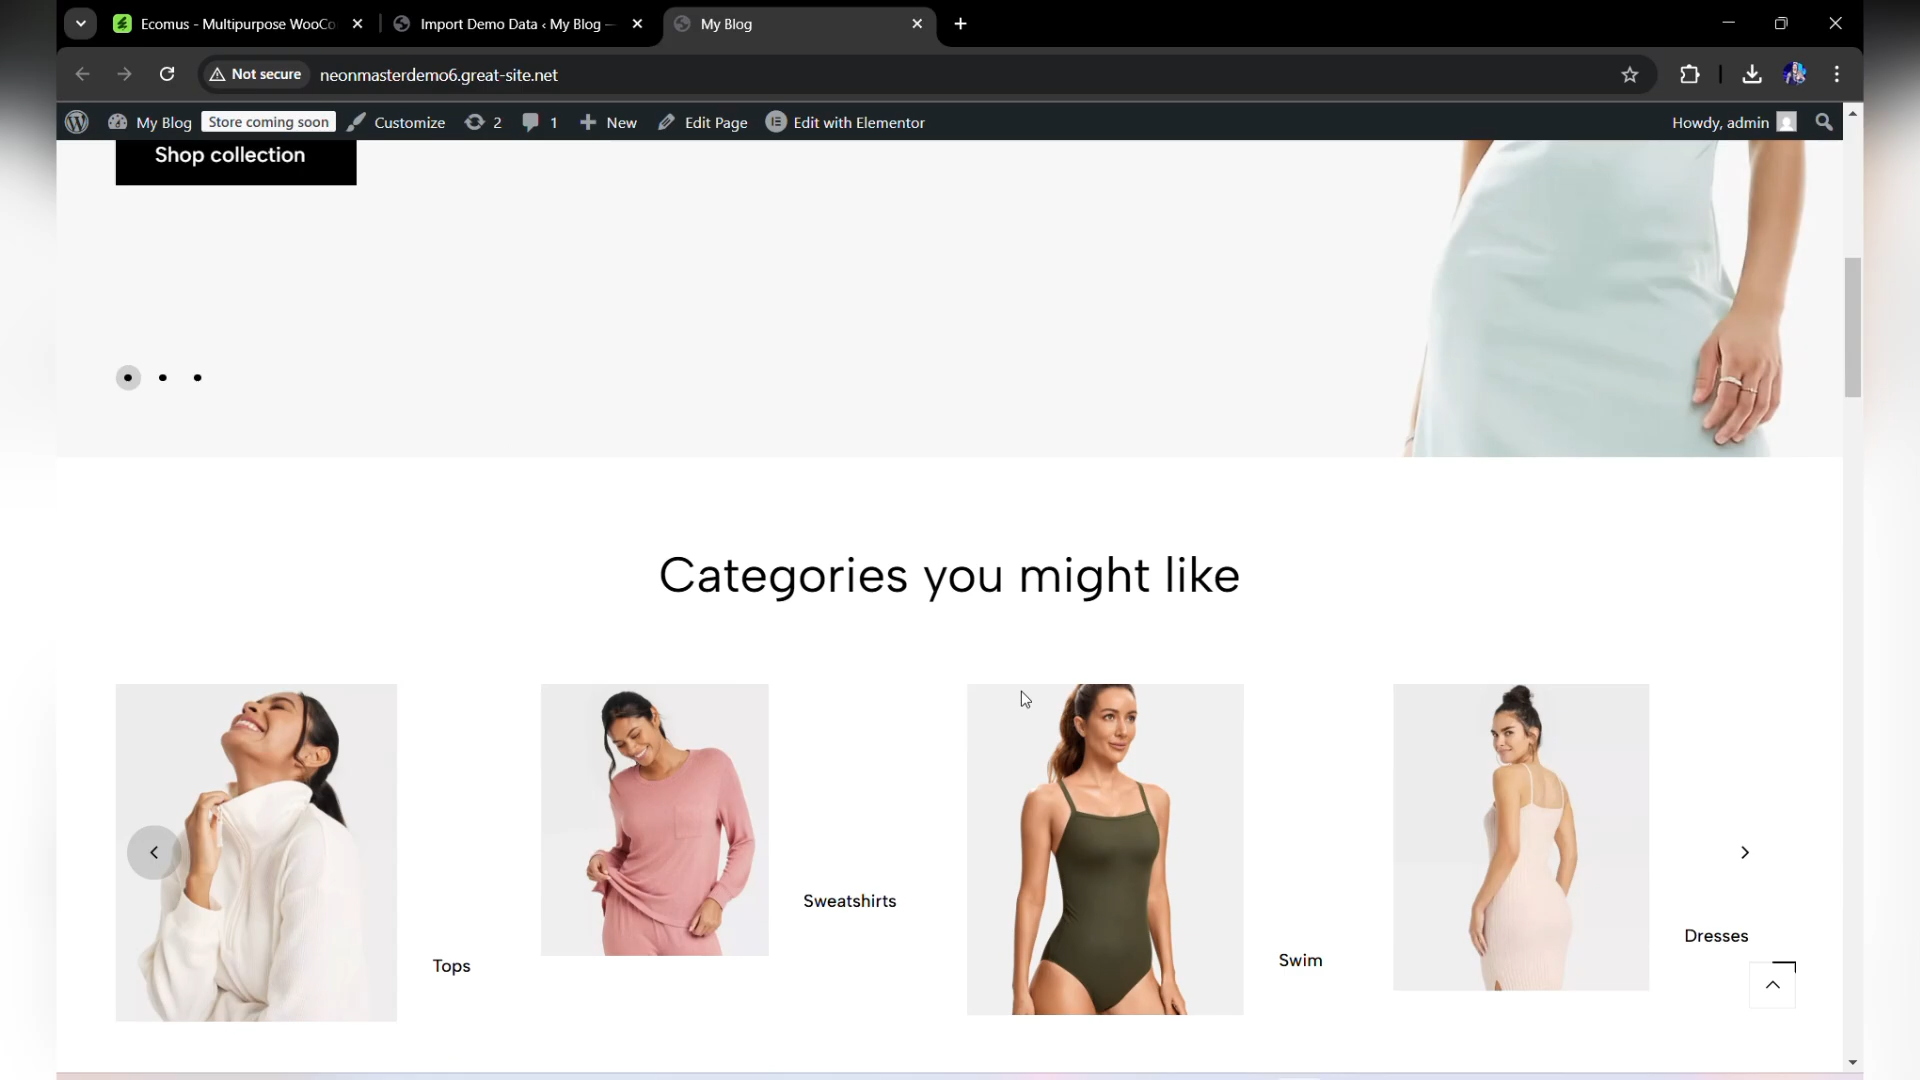 Ecomus - Multipurpose WooCo
Import Demo Data ‹ My Blog —
My Blog
Not secure
neonmasterdemo6.great-site.net
My Blog
Store coming soon
Customize
2
1
New
Edit Page
Edit with Elementor
Howdy, admin
Shop collection
Categories you might like
Tops
Sweatshirts
Swim
Dresses